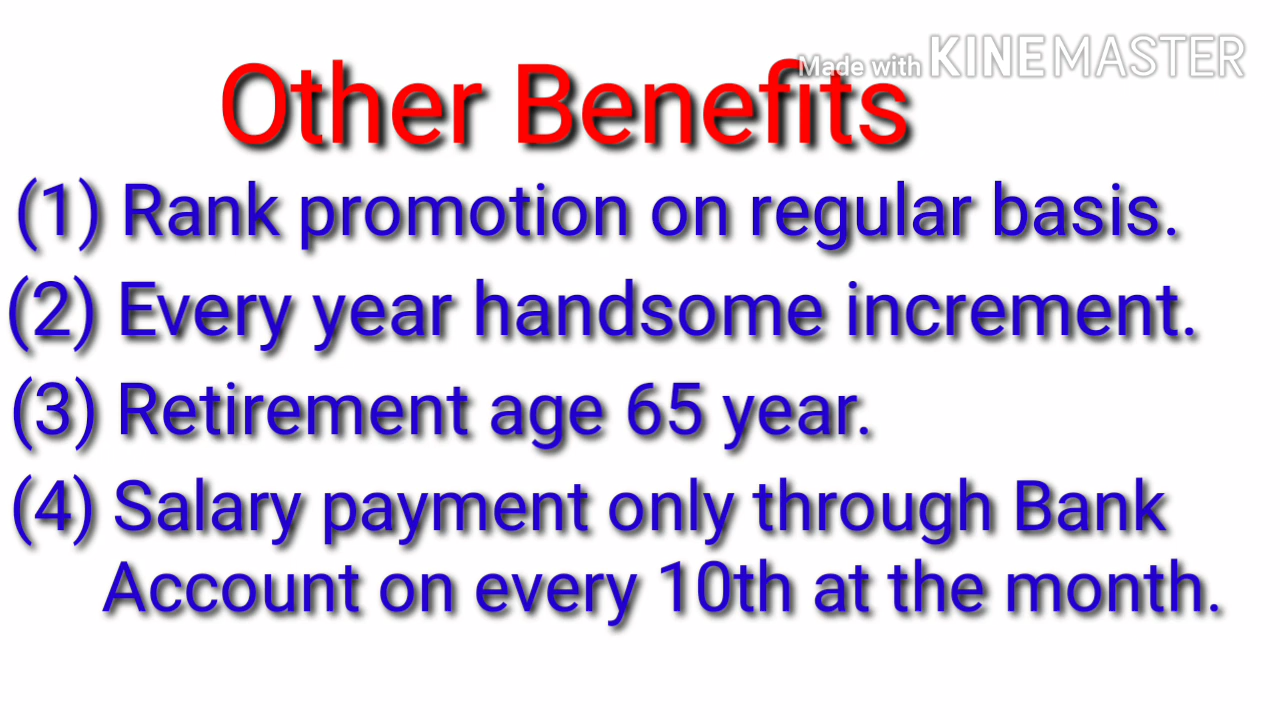 Made with KINEMASTER
Other Benefits
(1) Rank promotion on regular basis.
(2) Every year handsome increment.
(3) Retirement age 65 year.
(4) Salary payment only through Bank
Account on every 10th at the month.